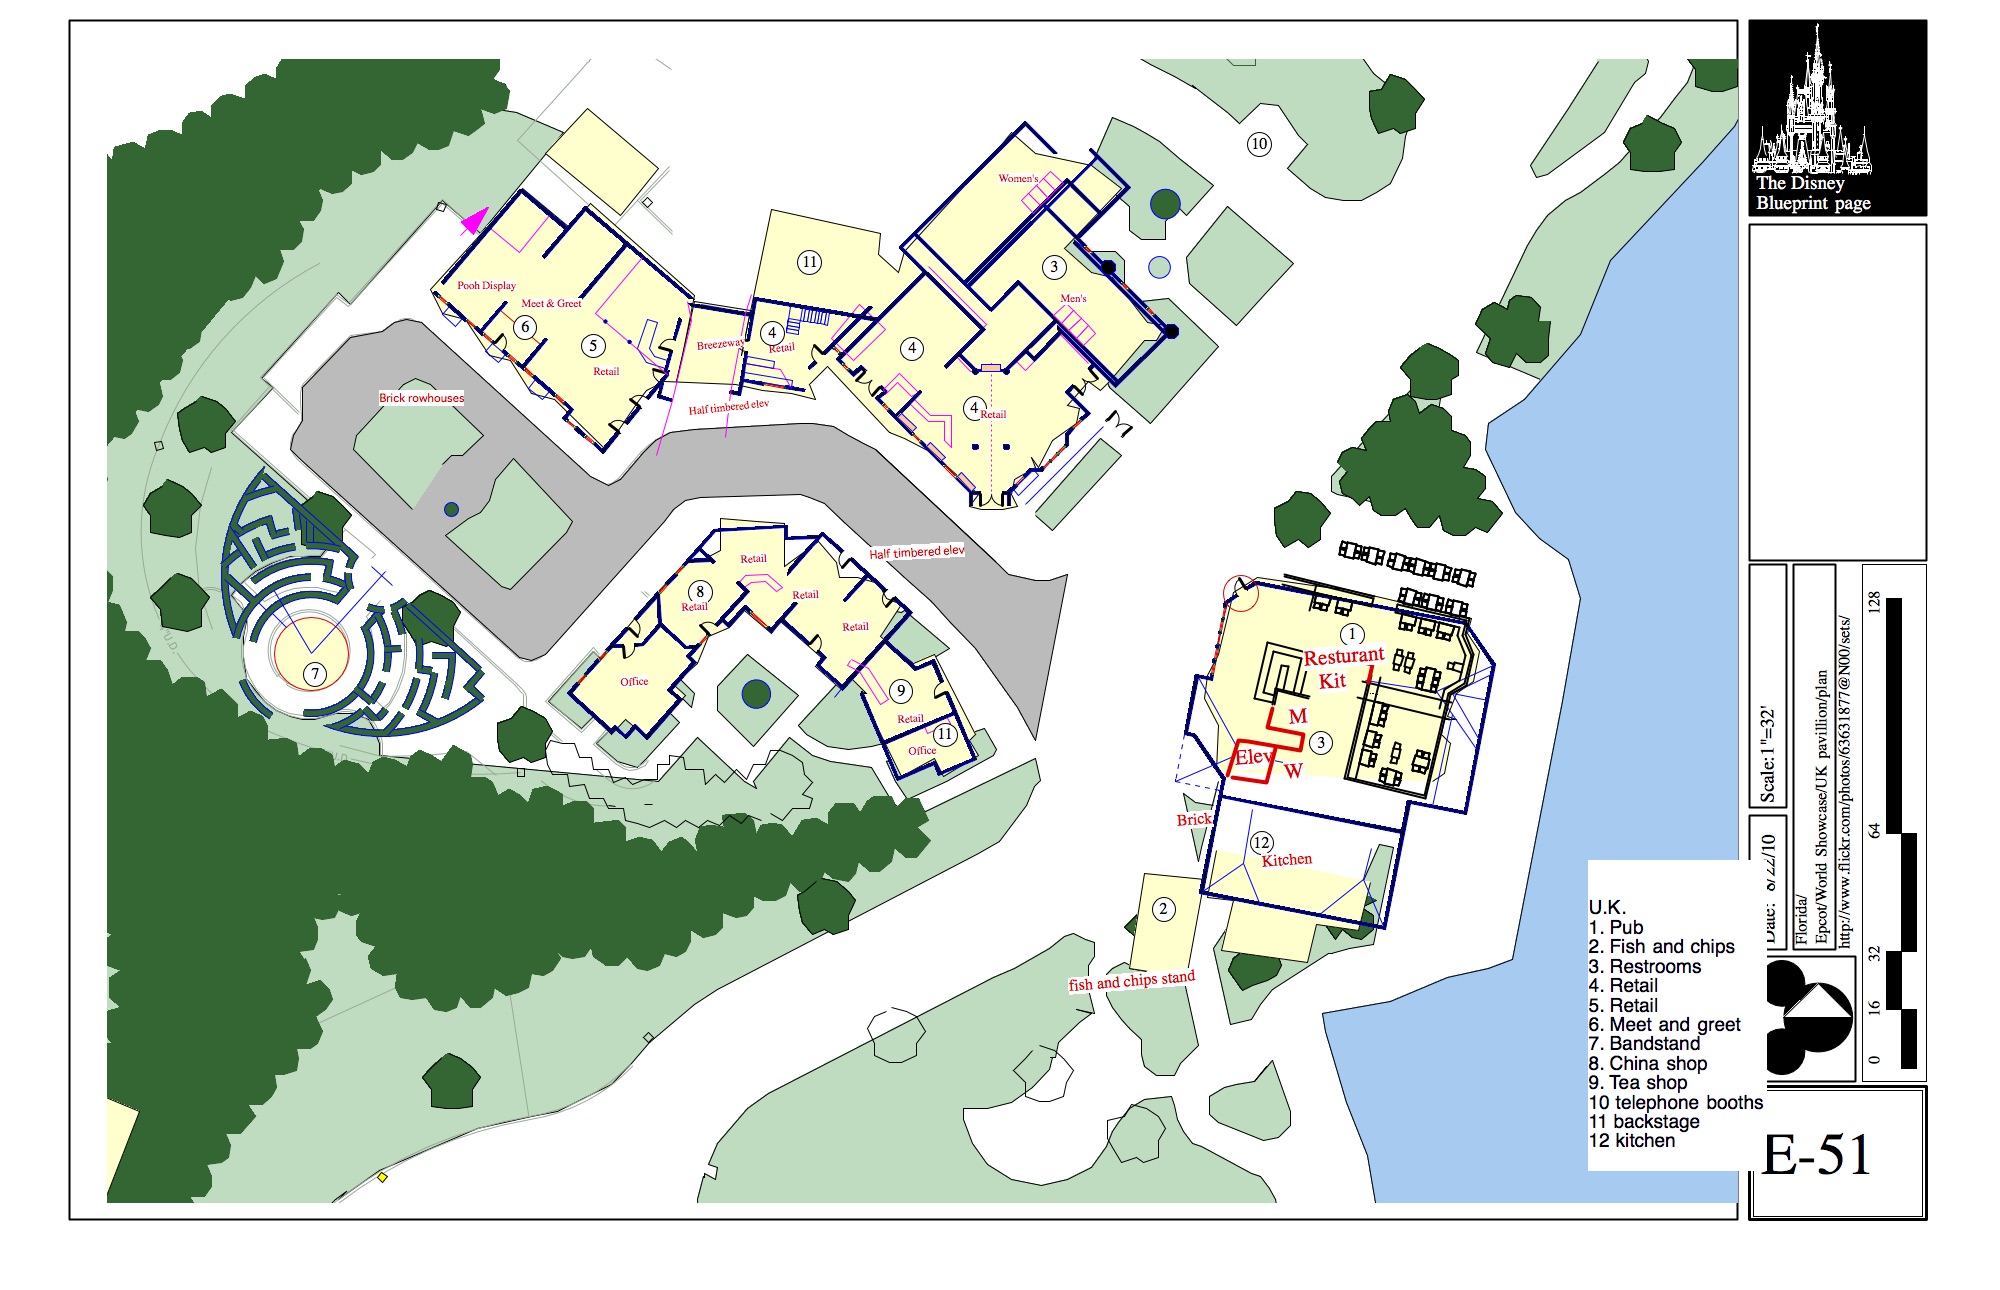 The Disney
Blueprint page
10
Women's
11
3
Men's
Pooh Display
Meet & Greet
6
5
Retail
Breezeway
4
Retail
4
4
Retail
Half timbered elev
Brick rowhouses
Half timbered elev
Retail
8
Retail
Retail
Retail
Office
7
9
Retail
11
Office
1
Resturant
Kit
M
3
Elev
W
Brick
12
Kitchen
2
fish and chips stand
Scale:1"=32'
Date: 8/22/10
Florida/
Epcot/World Showcase/UK pavillion/plan
http://www.flickr.com/photos/63631877@N00/sets/
128
64
32
16
0
U.K.
1. Pub
2. Fish and chips
3. Restrooms
4. Retail
5. Retail
6. Meet and greet
7. Bandstand
8. China shop
9. Tea shop
10 telephone booths
11 backstage
12 kitchen
E-51